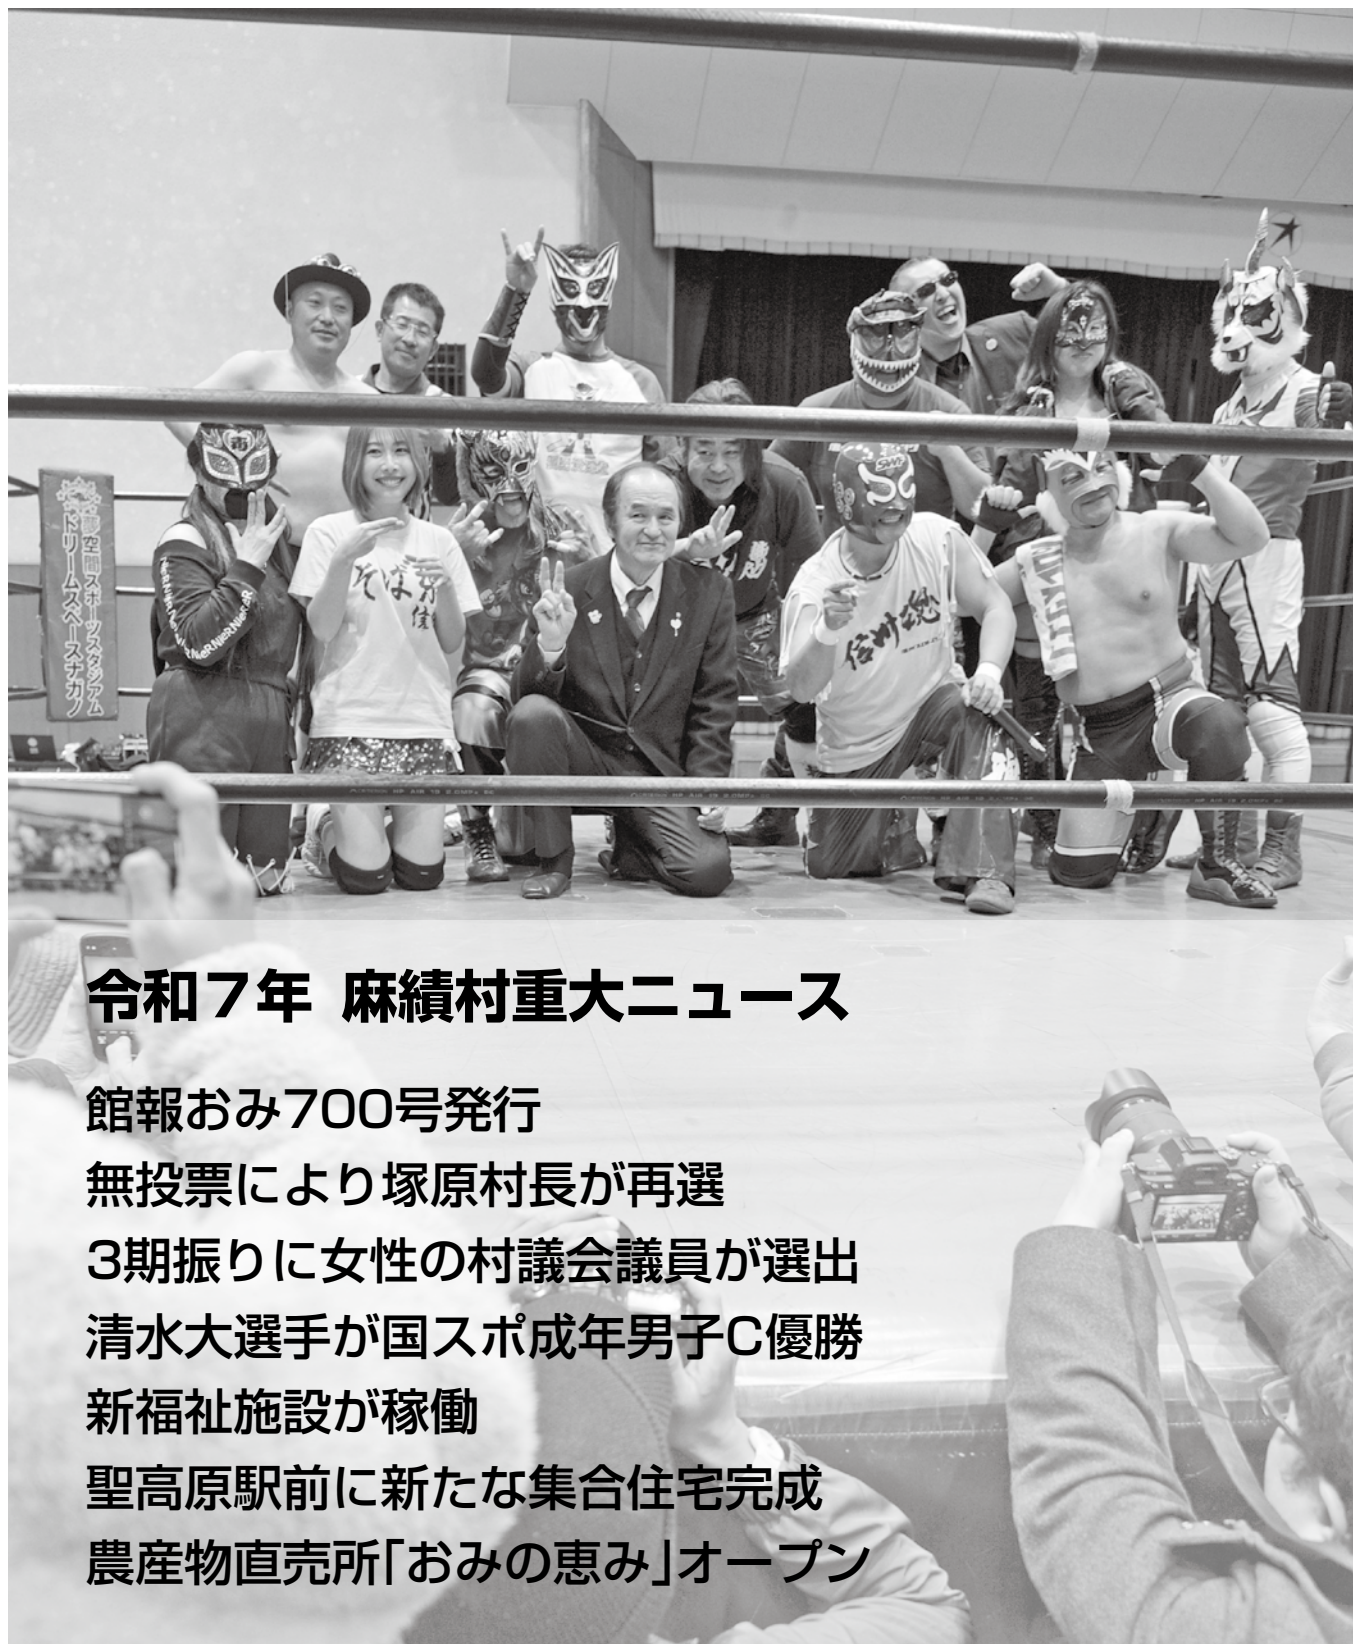 夢空間スポーツスタジアム
ドリームスペースナカノ
そば
SWF
信州魂
令和7年 麻績村重大ニュース
館報おみ700号発行
無投票により塚原村長が再選
3期振りに女性の村議会議員が選出
清水大選手が国スポ成年男子C優勝
新福祉施設が稼働
聖高原駅前に新たな集合住宅完成
農産物直売所「おみの恵み」オープン